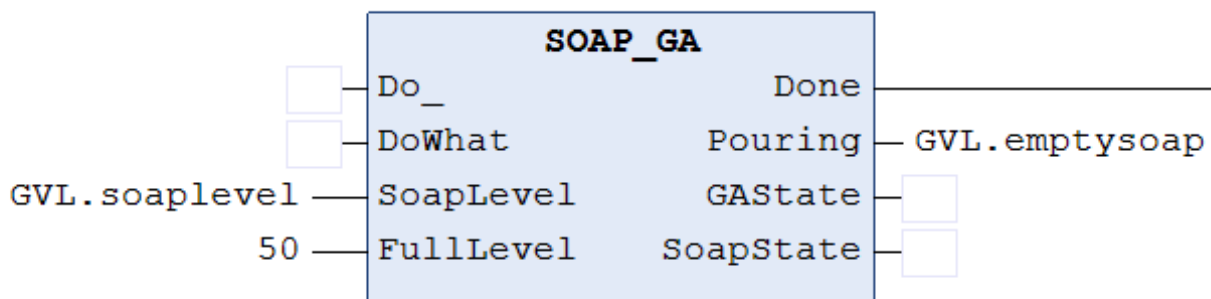 SOAP_GA
Do_ Done
DoWhat Pouring GVL.emptysoap
GVL.soaplevel SoapLevel GAState
50 FullLevel SoapState